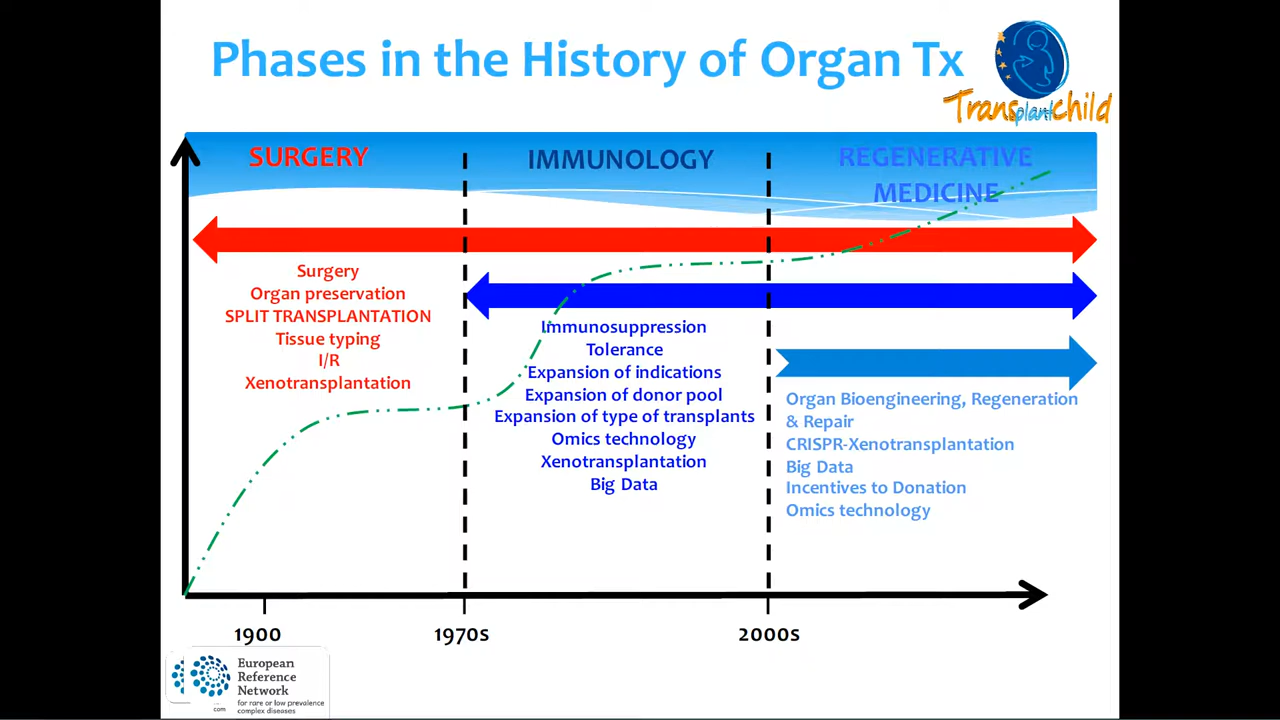 Phases in the History of Organ Tx
Transplantchild
SURGERY
IMMUNOLOGY
REGENERATIVE
MEDICINE
Surgery
Organ preservation
SPLIT TRANSPLANTATION
Tissue typing
I/R
Xenotransplantation
Immunosuppression
Tolerance
Expansion of indications
Expansion of donor pool
Expansion of type of transplants
Omics technology
Xenotransplantation
Big Data
Organ Bioengineering, Regeneration
& Repair
CRISPR-Xenotransplantation
Big Data
Incentives to Donation
Omics technology
1900
1970s
2000s
European
Reference
Network
for rare or low prevalence
complex diseases
com